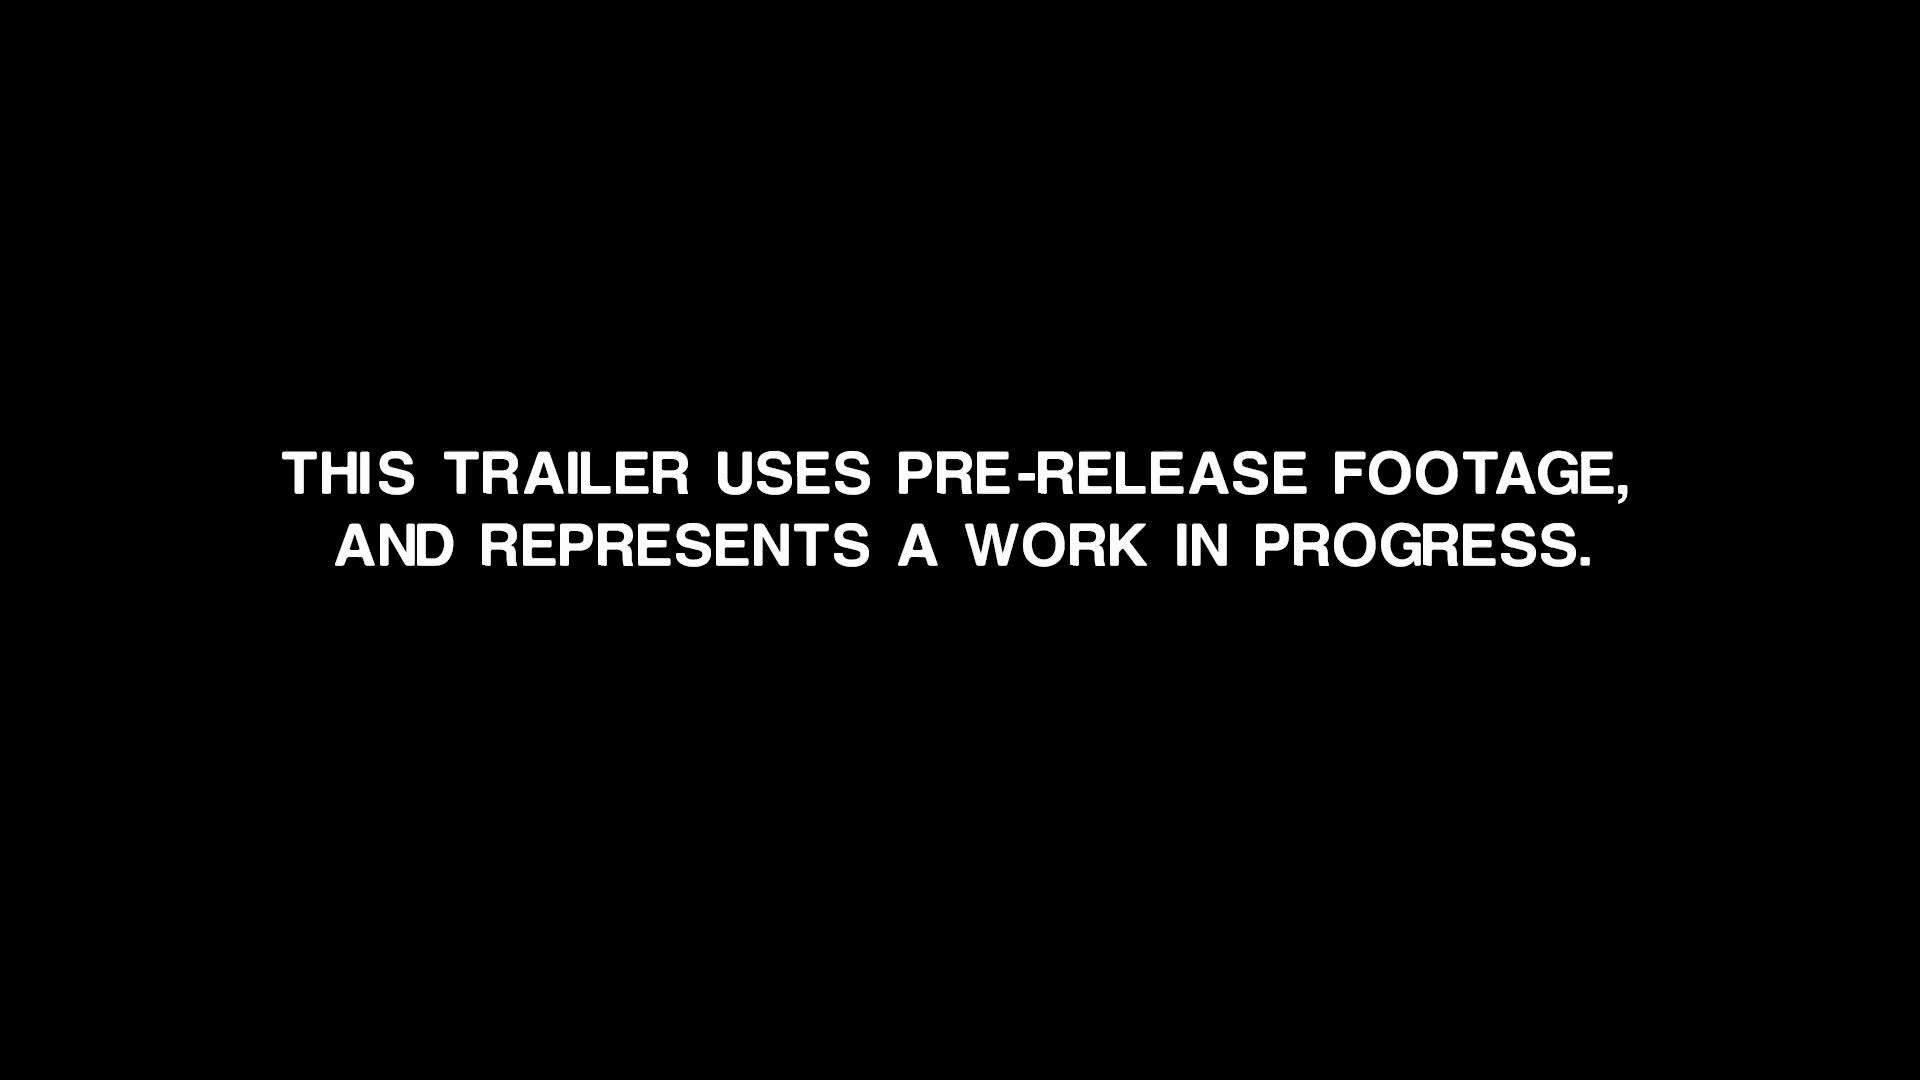 THIS TRAILER USES PRE-RELEASE FOOTAGE,
AND REPRESENTS A WORK IN PROGRESS.